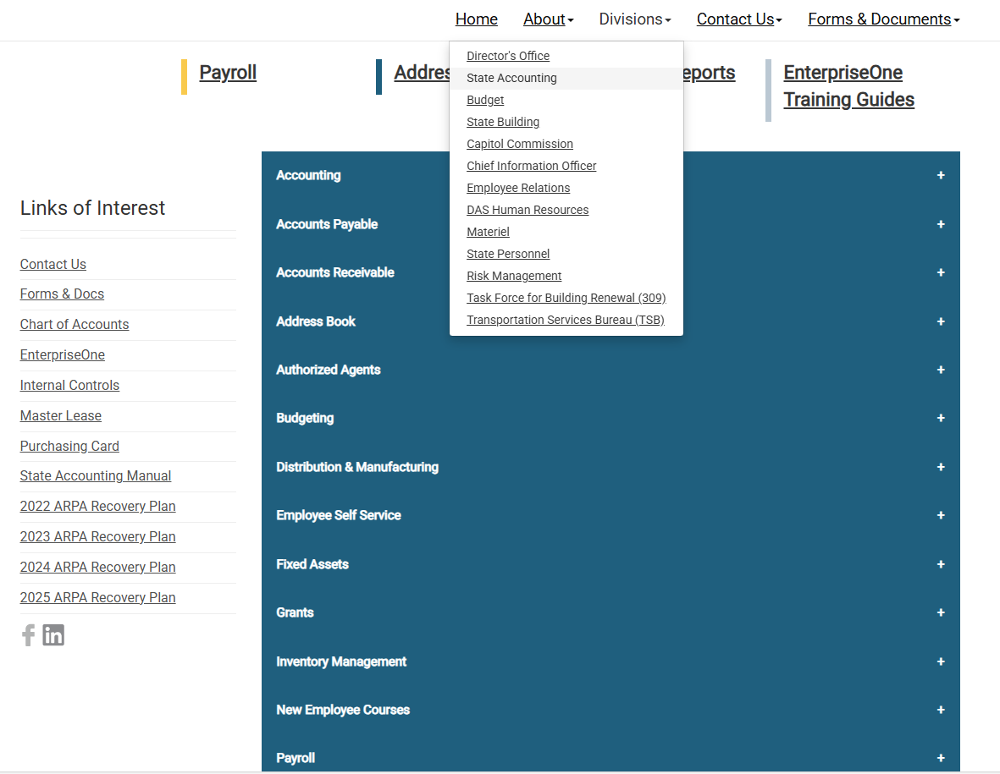 Home About Divisions Contact Us Forms & Documents
Director's Office
State Accounting
Budget
State Building
Capitol Commission
Chief Information Officer
Employee Relations
DAS Human Resources
Materiel
State Personnel
Risk Management
Task Force for Building Renewal (309)
Transportation Services Bureau (TSB)
Payroll
EnterpriseOne
Training Guides
Links of Interest
Contact Us
Forms & Docs
Chart of Accounts
EnterpriseOne
Internal Controls
Master Lease
Purchasing Card
State Accounting Manual
2022 ARPA Recovery Plan
2023 ARPA Recovery Plan
2024 ARPA Recovery Plan
2025 ARPA Recovery Plan
in
Accounting +
Accounts Payable +
Accounts Receivable +
Address Book +
Authorized Agents +
Budgeting +
Distribution & Manufacturing +
Employee Self Service +
Fixed Assets +
Grants +
Inventory Management +
New Employee Courses +
Payroll +